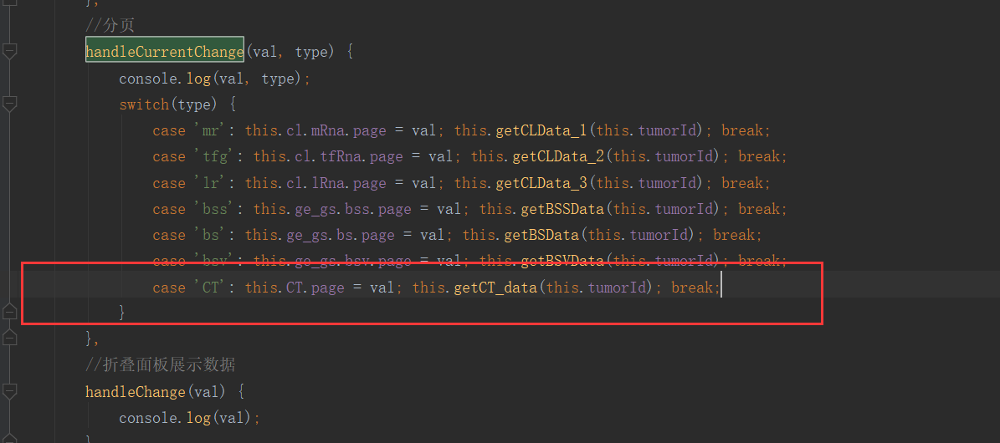 },
//分页
handleCurrentChange(val, type) {
console.log(val, type);
switch(type) {
case 'mr': this.cl.mRna.page = val; this.getCLData_1(this.tumorId); break;
case 'tfg': this.cl.tfRna.page = val; this.getCLData_2(this.tumorId); break;
case 'lr': this.cl.lRna.page = val; this.getCLData_3(this.tumorId); break;
case 'bss': this.ge_gs.bss.page = val; this.getBSSData(this.tumorId); break;
case 'bs': this.ge_gs.bs.page = val; this.getBSData(this.tumorId); break;
case 'bsv': this.ge_gs.bsv.page = val; this.getBSVData(this.tumorId); break;
case 'CT': this.CT.page = val; this.getCT_data(this.tumorId); break;
}
},
//折叠面板展示数据
handleChange(val) {
console.log(val);
}